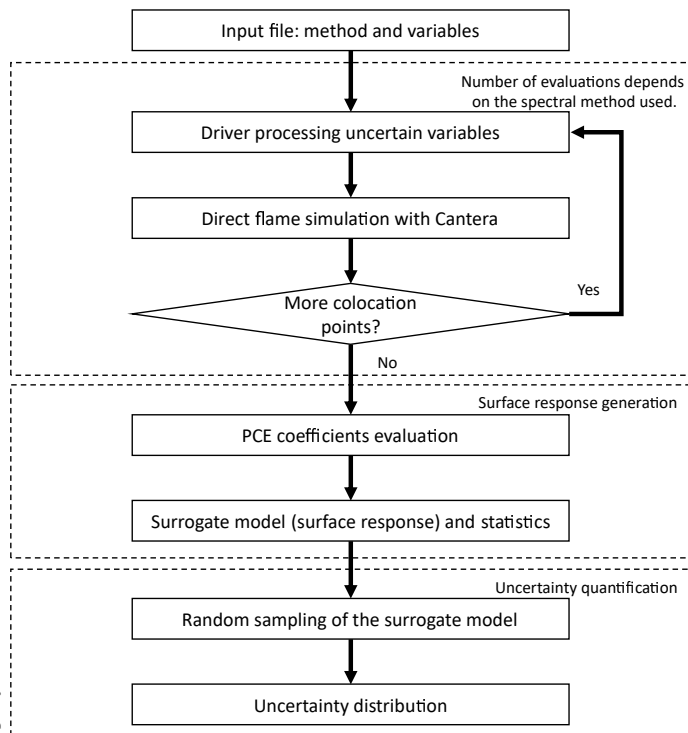 Input file: method and variables
Number of evaluations depends
on the spectral method used.
Driver processing uncertain variables
Direct flame simulation with Cantera
More colocation
points?
Yes
No
Surface response generation
PCE coefficients evaluation
Surrogate model (surface response) and statistics
Uncertainty quantification
Random sampling of the surrogate model
Uncertainty distribution